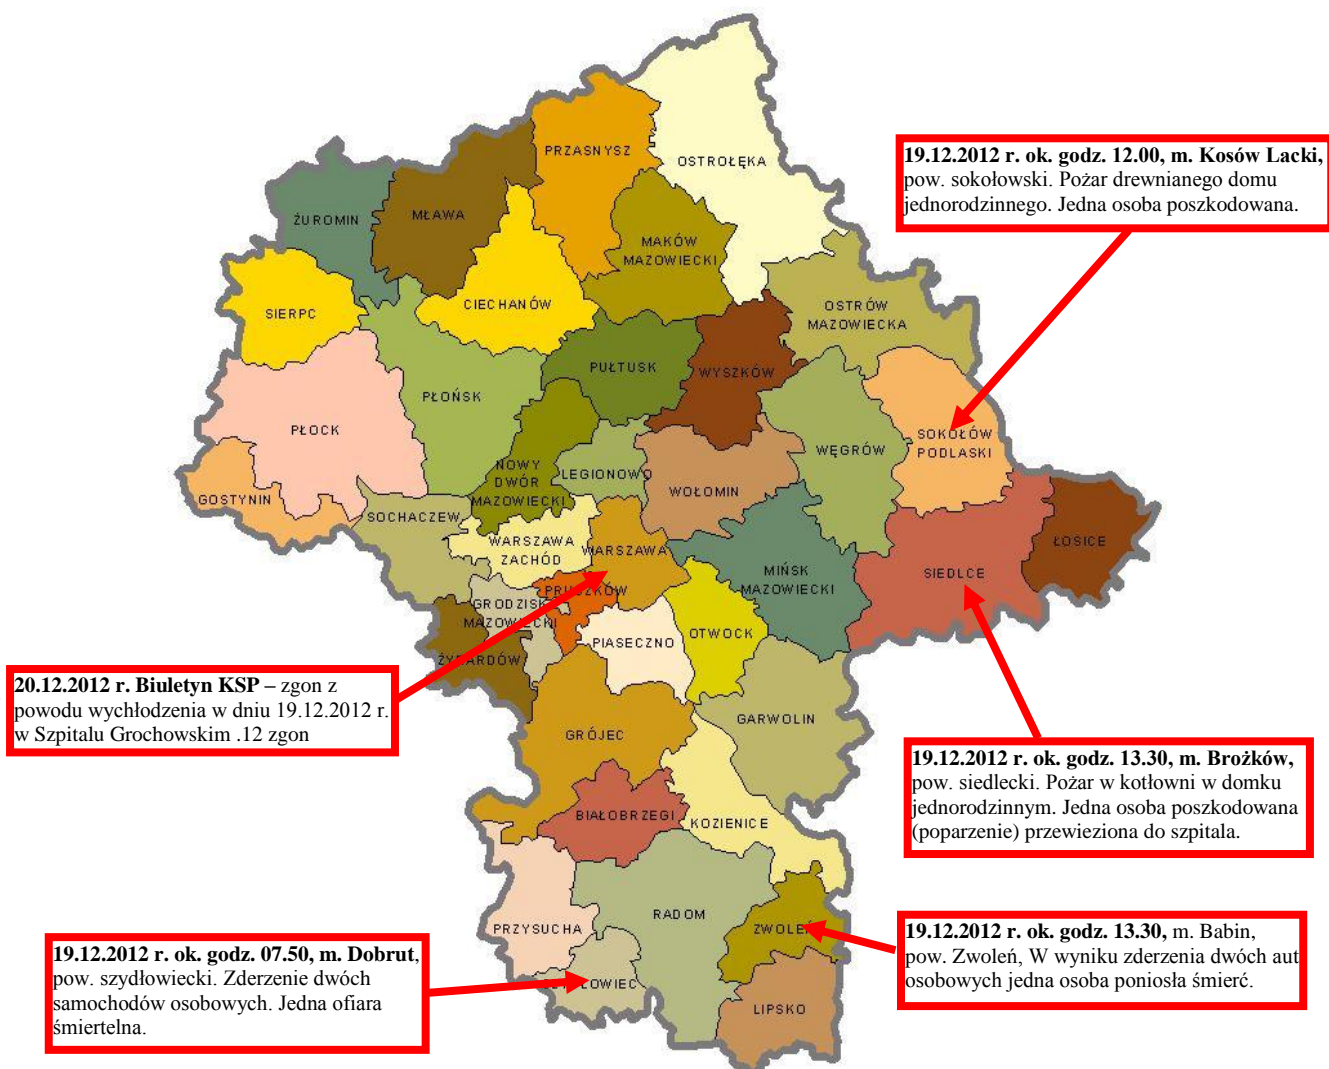 PRZASNYSZ
OSTROŁĘKA
19.12.2012 r. ok. godz. 12.00, m. Kosów Lacki,
pow. sokołowski. Pożar drewnianego domu
jednorodzinnego. Jedna osoba poszkodowana.
ŻUROMIN
MŁAWA
MAKÓW
MAZOWIECKI
SIERPC
CIECHANÓW
OSTRÓW
MAZOWIECKA
PUŁTUSK
WYSZKÓW
PŁOŃSK
PŁOCK
SOKOŁÓW
PODLASKI
WĘGRÓW
NOWY
DWÓR
MAZOWIECKI
LEGIONOWO
WOŁOMIN
GOSTYNIN
SOCHACZEW
WARSZAWA
ZACHÓD
WARSZAWA
MIŃSK
MAZOWIECKI
SIEDLCE
ŁOSICE
PRUSZKÓW
GRODZISK
MAZOWIECKI
PIASECZNO
OTWOCK
ŻYRARDÓW
20.12.2012 r. Biuletyn KSP – zgon z
powodu wychłodzenia w dniu 19.12.2012 r.
w Szpitalu Grochowskim .12 zgon
GARWOLIN
GRÓJEC
19.12.2012 r. ok. godz. 13.30, m. Brożków,
pow. siedlecki. Pożar w kotłowni w domku
jednorodzinnym. Jedna osoba poszkodowana
(poparzenie) przewieziona do szpitala.
BIAŁOBRZEGI
KOZIENICE
PRZYSUCHA
RADOM
ZWOLEŃ
19.12.2012 r. ok. godz. 13.30, m. Babin,
pow. Zwoleń, W wyniku zderzenia dwóch aut
osobowych jedna osoba poniosła śmierć.
19.12.2012 r. ok. godz. 07.50, m. Dobrut,
pow. szydłowiecki. Zderzenie dwóch
samochodów osobowych. Jedna ofiara
śmiertelna.
LIPSKO